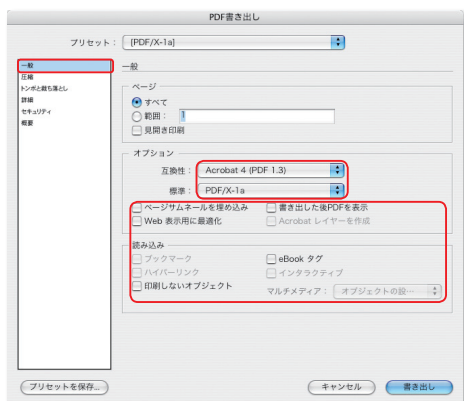 PDF書き出し
プリセット： [PDF/X-1a]
一般
圧縮
トンボと裁ち落とし
詳細
セキュリティ
概要
一般
ページ
すべて
範囲： 1
見開き印刷
オプション
互換性： Acrobat 4 (PDF 1.3)
標準： PDF/X-1a
ページサムネールを埋め込み 書き出した後PDFを表示
Web 表示用に最適化 Acrobat レイヤーを作成
読み込み
ブックマーク eBook タグ
ハイパーリンク インタラクティブ
印刷しないオブジェクト
マルチメディア： オブジェクトの設…
プリセットを保存... キャンセル 書き出し